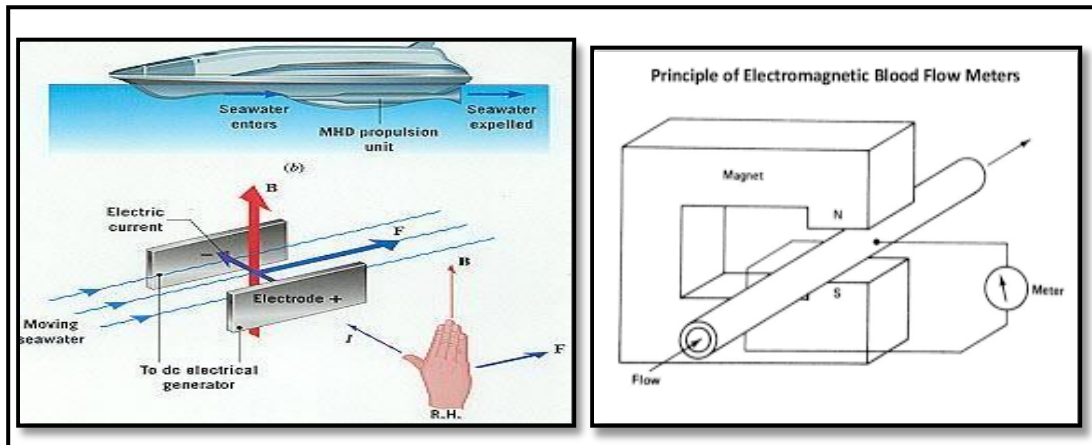 Seawater
enters
Seawater
expelled
MHD propulsion
unit
(b)
B
Electric
current
F
−
Electrode +
Moving
seawater
To dc electrical
generator
B
I
F
R.H.
Principle of Electromagnetic Blood Flow Meters
Magnet
N
S
Meter
Flow